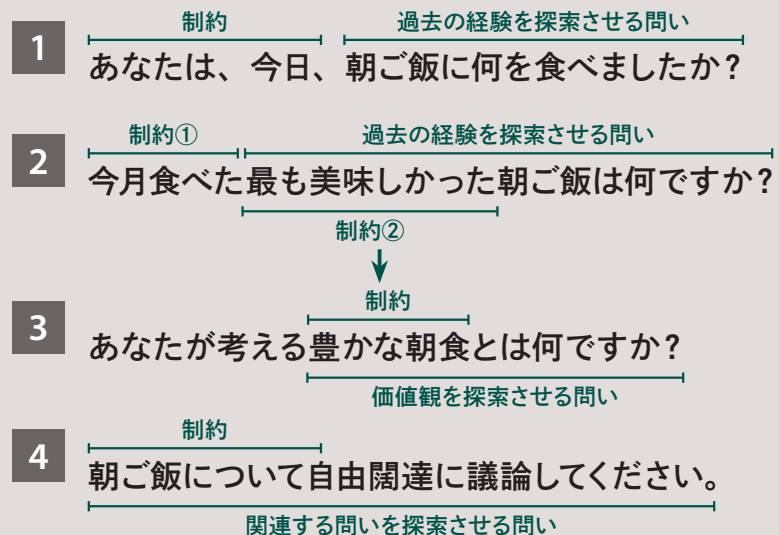 制約 過去の経験を探索させる問い
1 あなたは、今日、朝ご飯に何を食べましたか?
制約① 過去の経験を探索させる問い
2 今月食べた最も美味しかった朝ご飯は何ですか?
制約②
制約
3 あなたが考える豊かな朝食とは何ですか?
価値観を探索させる問い
制約
4 朝ご飯について自由闊達に議論してください。
関連する問いを探索させる問い